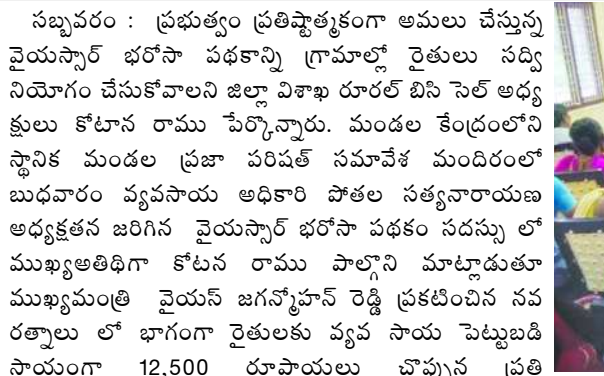 సబ్బవరం : ప్రభుత్వం ప్రతిష్టాత్మకంగా అమలు చేస్తున్న
వైయస్సార్ భరోసా పథకాన్ని గ్రామాల్లో రైతులు సద్వి
నియోగం చేసుకోవాలని జిల్లా విశాఖ రూరల్ బిసి సెల్ అధ్య
క్షులు కోటాన రాము పేర్కొన్నారు. మండల కేంద్రంలోని
స్థానిక మండల ప్రజా పరిషత్ సమావేశ మందిరంలో
బుధవారం వ్యవసాయ అధికారి పోతల సత్యనారాయణ
అధ్యక్షతన జరిగిన వైయస్సార్ భరోసా పథకం సదస్సు లో
ముఖ్యఅతిథిగా కోటన రాము పాల్గొని మాట్లాడుతూ
ముఖ్యమంత్రి వైయస్ జగన్మోహన్ రెడ్డి ప్రకటించిన నవ
రత్నాలు లో భాగంగా రైతులకు వ్యవ సాయ పెట్టుబడి
సాయంగా 12,500 రూపాయలు చొప్పున ప్రతి